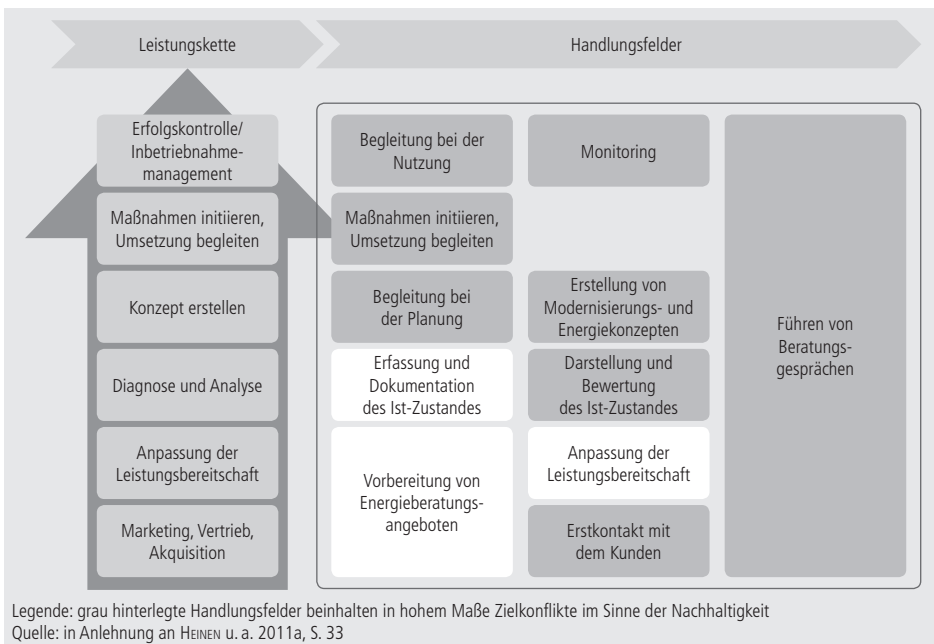 Leistungskette
Handlungsfelder
Erfolgskontrolle/
Inbetriebnahme-
management
Maßnahmen initiieren,
Umsetzung begleiten
Konzept erstellen
Diagnose und Analyse
Anpassung der
Leistungsbereitschaft
Marketing, Vertrieb,
Akquisition
Begleitung bei der
Nutzung
Maßnahmen initiieren,
Umsetzung begleiten
Begleitung bei
der Planung
Erfassung und
Dokumentation
des Ist-Zustandes
Vorbereitung von
Energieberatungs-
angeboten
Monitoring
Erstellung von
Modernisierungs- und
Energiekonzepten
Darstellung und
Bewertung
des Ist-Zustandes
Anpassung der
Leistungsbereitschaft
Erstkontakt mit
dem Kunden
Führen von
Beratungs-
gesprächen
Legende: grau hinterlegte Handlungsfelder beinhalten in hohem Maße Zielkonflikte im Sinne der Nachhaltigkeit
Quelle: in Anlehnung an HEINEN u. a. 2011a, S. 33